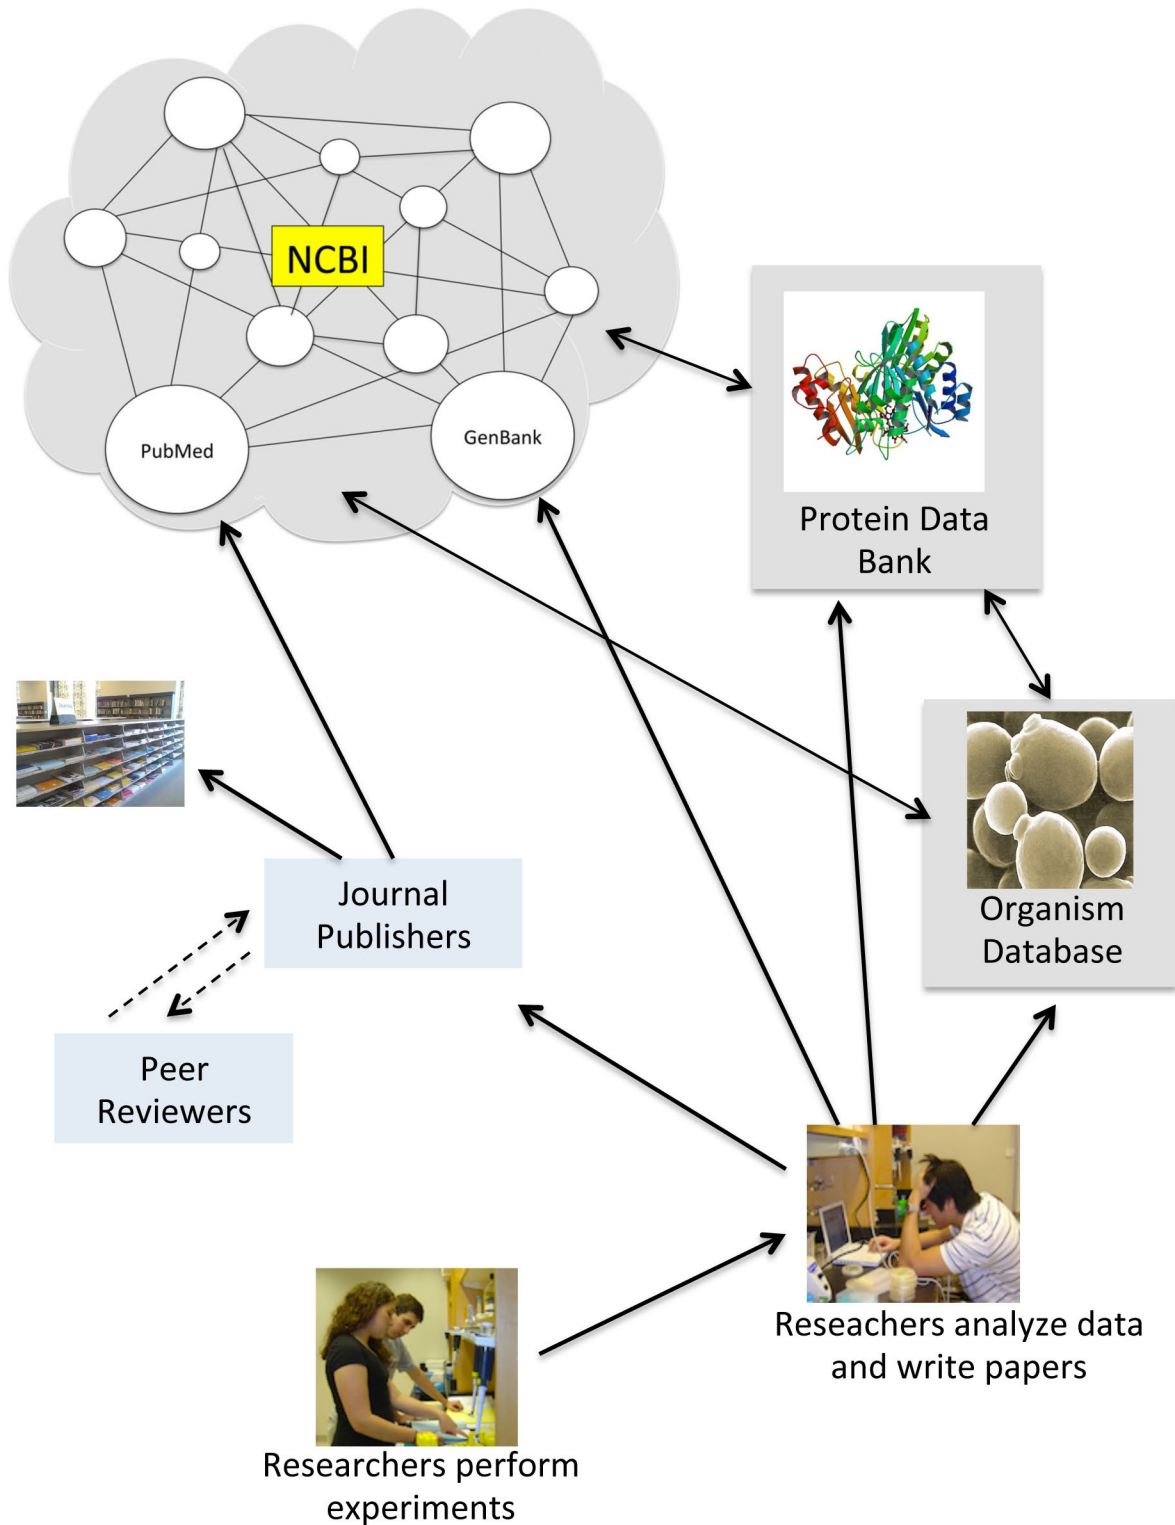 NCBI
PubMed
GenBank
Protein Data
Bank
Journal
Publishers
Organism
Database
Peer
Reviewers
Reseachers analyze data
and write papers
Researchers perform
experiments